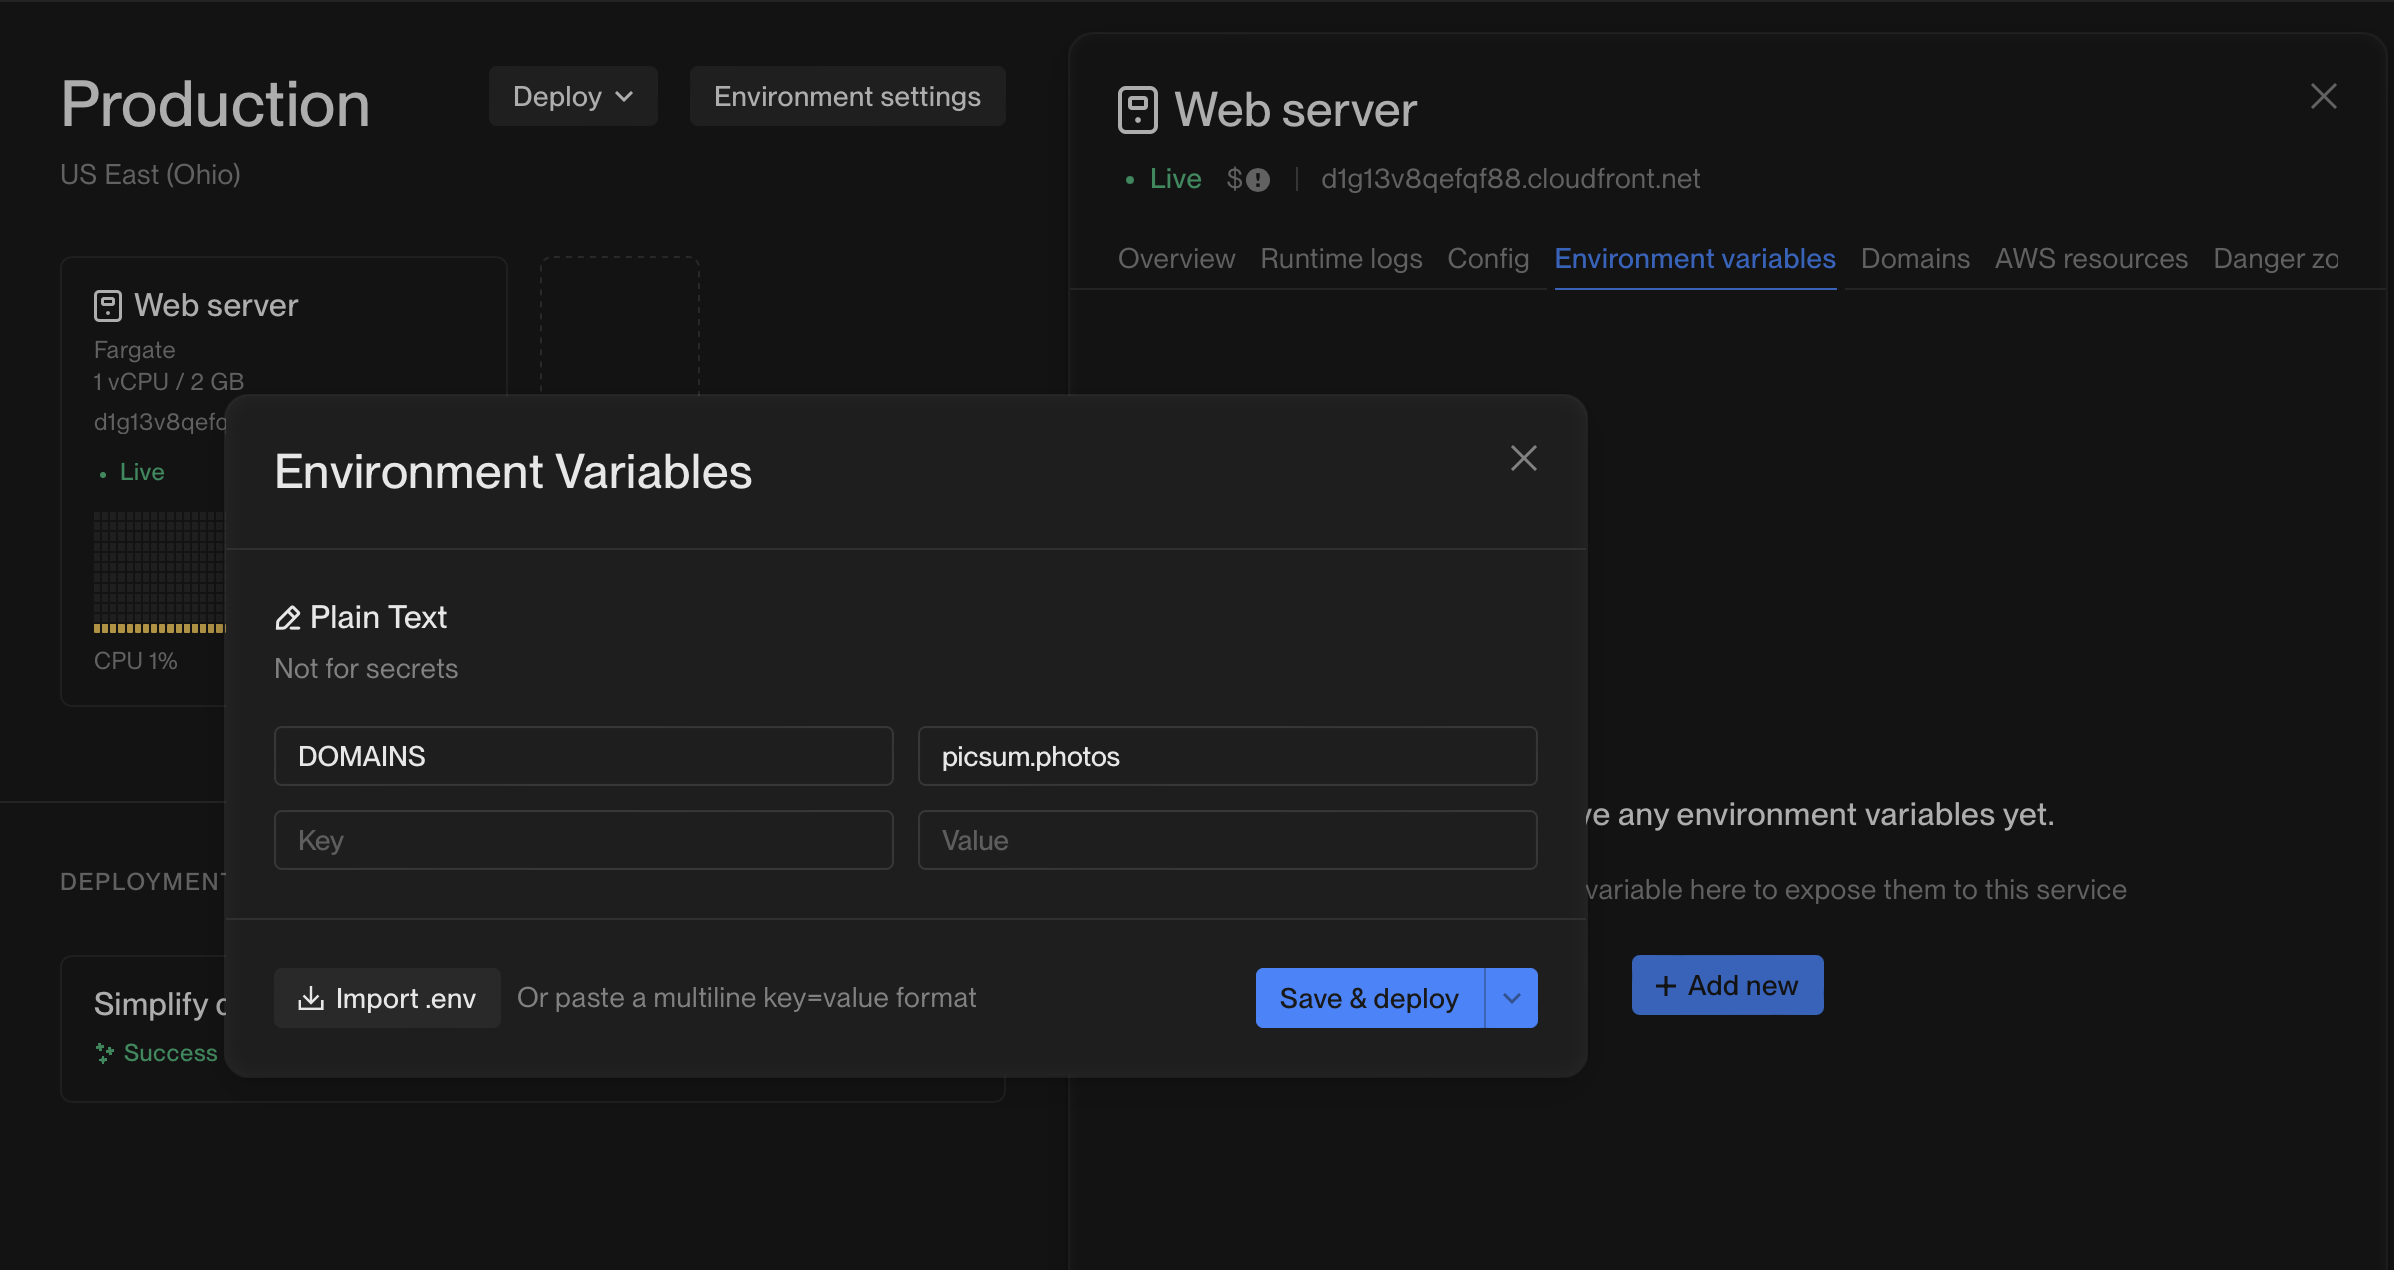 Production
Deploy
Environment settings
US East (Ohio)
Web server
Fargate
1 vCPU / 2 GB
d1g13v8qefq
Live
CPU 1%
DEPLOYMENT
Simplify
Success
Web server
Live $
d1g13v8qefqf88.cloudfront.net
Overview Runtime logs Config Environment variables Domains AWS resources Danger zo
any environment variables yet.
variable here to expose them to this service
+ Add new
Environment Variables
Plain Text
Not for secrets
DOMAINS picsum.photos
Key Value
Import .env Or paste a multiline key=value format Save & deploy